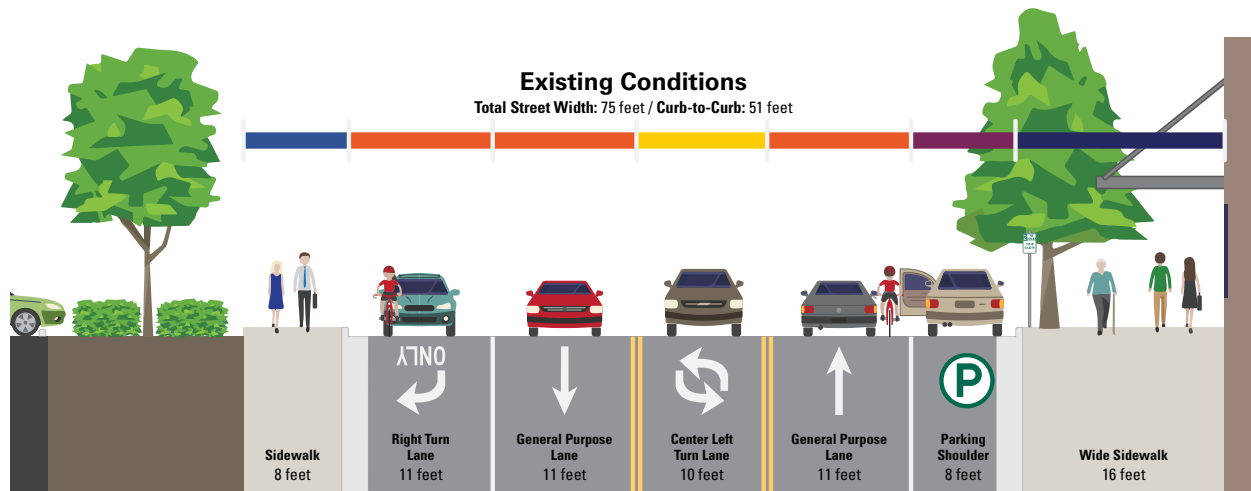 Existing Conditions
Total Street Width: 75 feet / Curb-to-Curb: 51 feet
ONLY
P
Sidewalk
8 feet
Right Turn
Lane
11 feet
General Purpose
Lane
11 feet
Center Left
Turn Lane
10 feet
General Purpose
Lane
11 feet
Parking
Shoulder
8 feet
Wide Sidewalk
16 feet